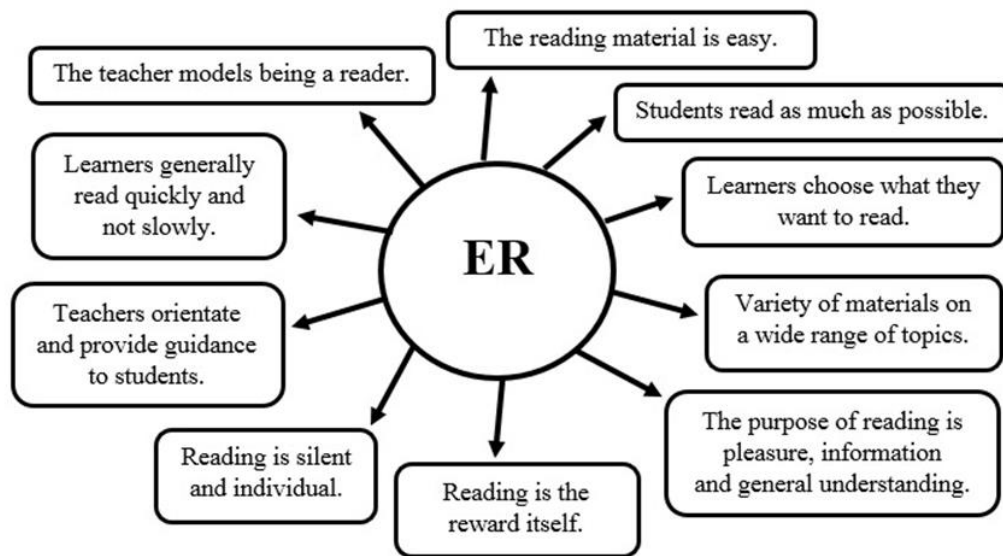 The reading material is easy.
The teacher models being a reader.
Students read as much as possible.
Learners generally
read quickly and
not slowly.
Learners choose what they
want to read.
ER
Teachers orientate
and provide guidance
to students.
Variety of materials on
a wide range of topics.
The purpose of reading is
pleasure, information
and general understanding.
Reading is silent
and individual.
Reading is the
reward itself.